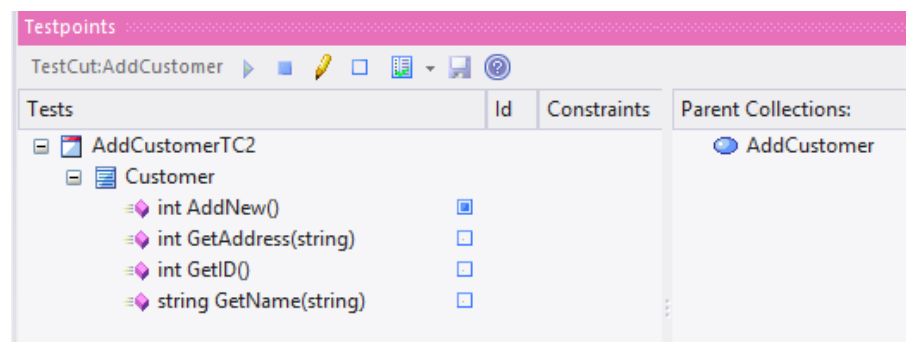 Testpoints
TestCut:AddCustomer
Tests Id Constraints Parent Collections:
AddCustomerTC2 AddCustomer
Customer
int AddNew()
int GetAddress(string)
int GetID()
string GetName(string)